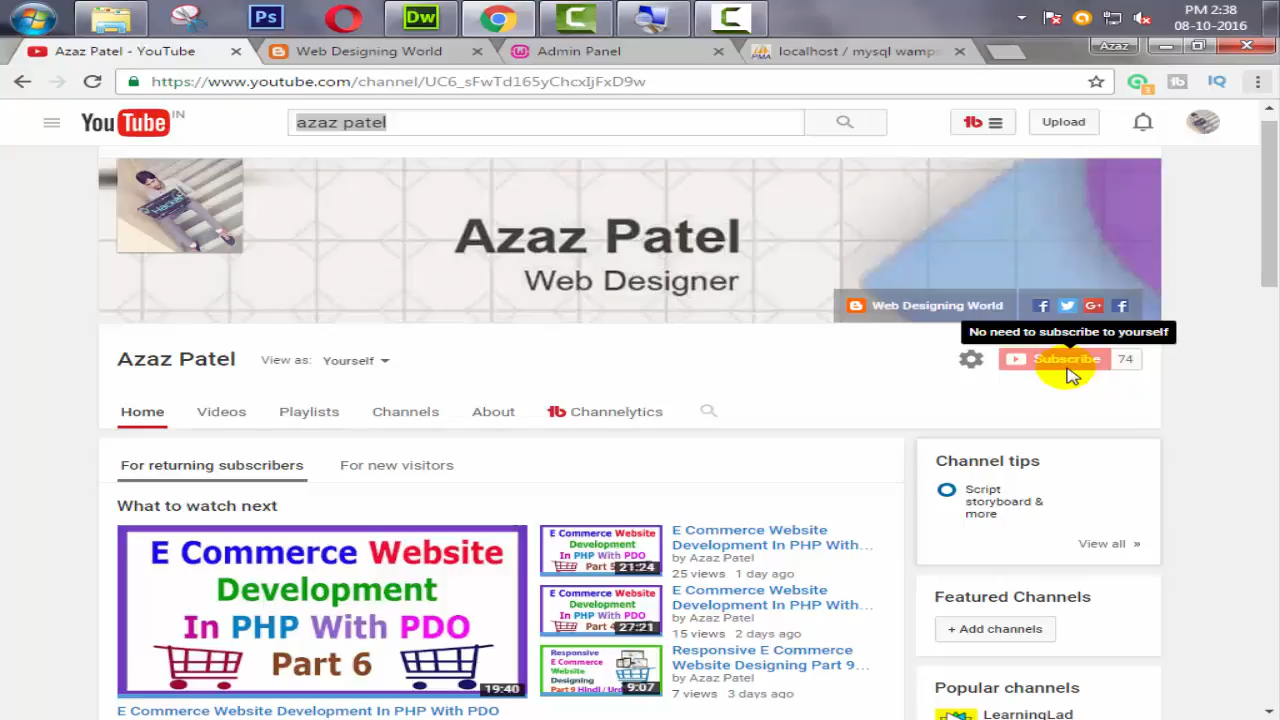 Ps
Dw
PM 2:38
08-10-2016
Azaz Patel - YouTube
Web Designing World
Admin Panel
localhost / mysql wamp
Azaz
https://www.youtube.com/channel/UC6_sFwTd165yChcxIjFxD9w
IQ
YouTube IN
azaz patel
Upload
Azaz Patel
Web Designer
Web Designing World
No need to subscribe to yourself
Azaz Patel
View as: Yourself
Subscribe 74
Home
Videos
Playlists
Channels
About
Channelytics
For returning subscribers
For new visitors
What to watch next
E Commerce Website
Development
In PHP With PDO
Part 6
19:40
E Commerce Website Development In PHP With PDO
E Commerce Website
Development
In PHP With PDO
Part 5
21:24
E Commerce Website
Development In PHP With...
by Azaz Patel
25 views 1 day ago
E Commerce Website
Development
In PHP With PDO
Part 4
27:21
E Commerce Website
Development In PHP With...
by Azaz Patel
15 views 2 days ago
Responsive
E Commerce
Website
Designing
Part 9 Hindi / Urdu
9:07
Responsive E Commerce
Website Designing Part 9...
by Azaz Patel
7 views 3 days ago
Channel tips
Script
storyboard &
more
View all »
Featured Channels
+ Add channels
Popular channels
LearningLad